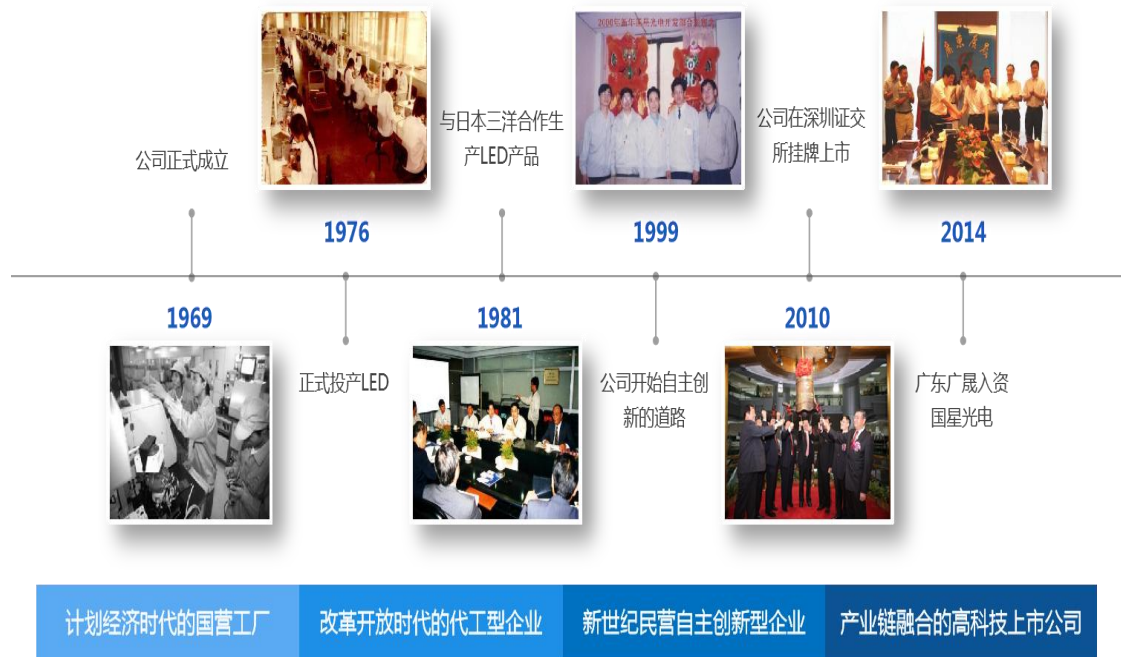 公司正式成立
1969
1976
正式投产LED
与日本三洋合作生
产LED产品
1981
1999
公司开始自主创
新的道路
公司在深圳证交
所挂牌上市
2010
2014
广东广晟入资
国星光电
计划经济时代的国营工厂
改革开放时代的代工型企业
新世纪民营自主创新型企业
产业链融合的高科技上市公司